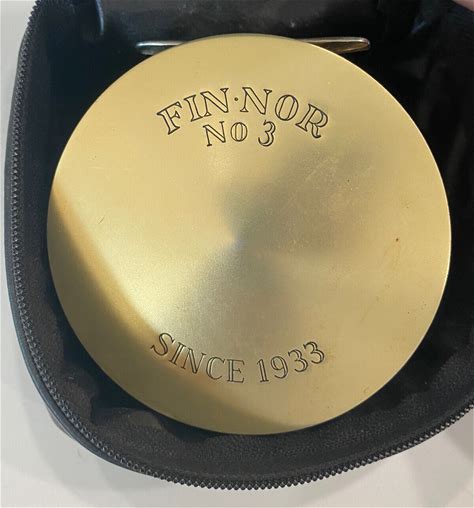 FIN·NOR
NO 3
SINCE 1933